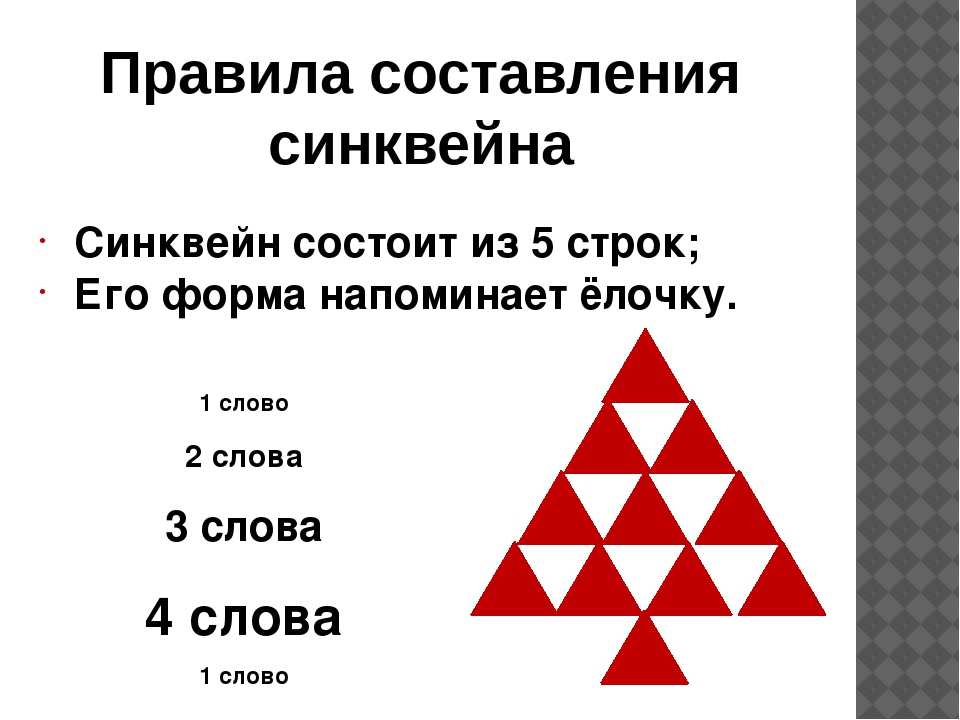 Правила составления
синквейна
Синквейн состоит из 5 строк;
Его форма напоминает ёлочку.
1 слово
2 слова
3 слова
4 слова
1 слово